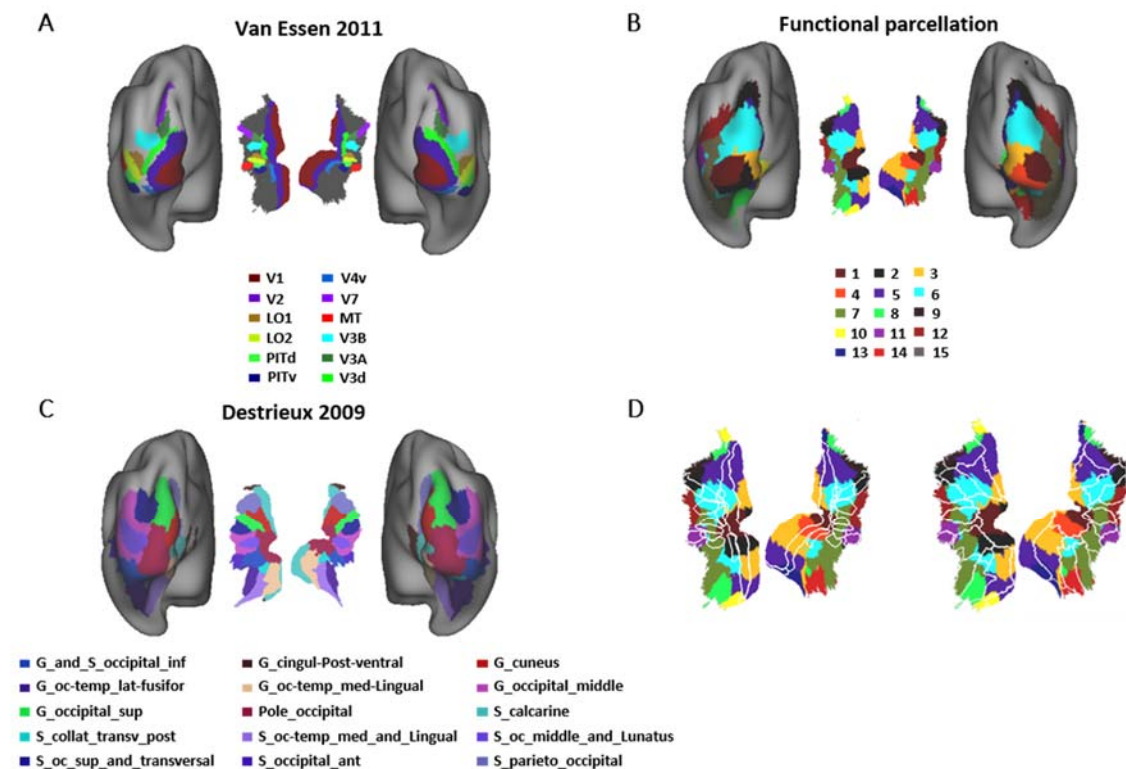 A
Van Essen 2011
V1
V4v
V2
V7
LO1
MT
LO2
V3B
PITd
V3A
PITv
V3d
B
Functional parcellation
1 2 3
4 5 6
7 8 9
10 11 12
13 14 15
C
Destrieux 2009
G_and_S_occipital_inf
G_cingul-Post-ventral
G_cuneus
G_oc-temp_lat-fusifor
G_oc-temp_med-Lingual
G_occipital_middle
G_occipital_sup
Pole_occipital
S_calcarine
S_collat_transv_post
S_oc-temp_med_and_Lingual
S_oc_middle_and_Lunatus
S_oc_sup_and_transversal
S_occipital_ant
S_parieto_occipital
D